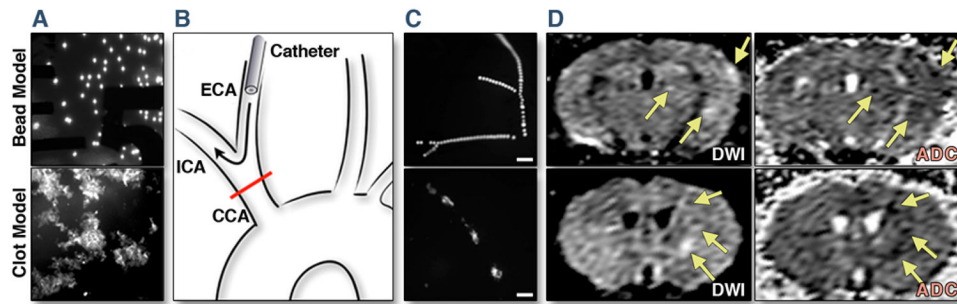 A
B
C
D
Bead Model
Clot Model
Catheter
ECA
ICA
CCA
DWI
ADC
DWI
ADC